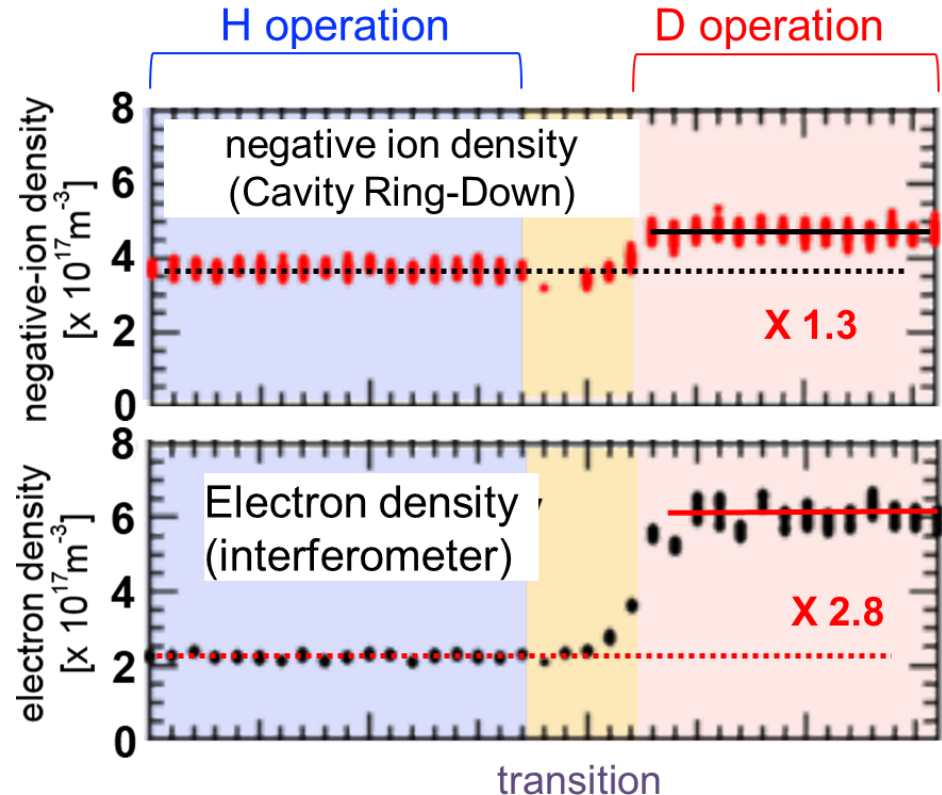 H operation
D operation
negative-ion density
[x 10¹⁷m⁻³]
8
6
4
2
0
negative ion density
(Cavity Ring-Down)
X 1.3
electron density
[x 10¹⁷m⁻³]
8
6
4
2
0
Electron density
(interferometer)
X 2.8
transition